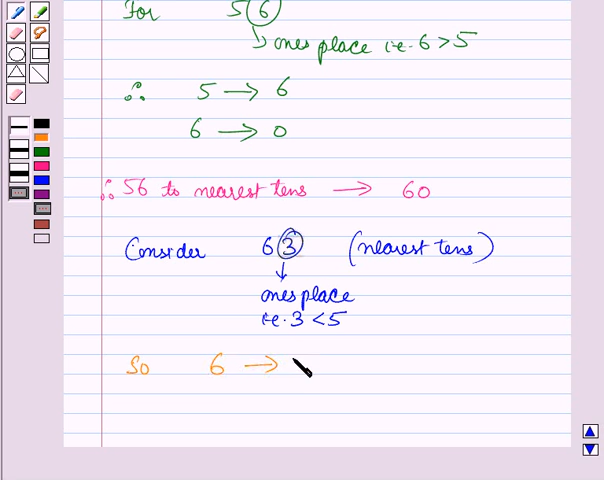 For 56
↳ ones place i.e. 6 > 5
∴ 5 → 6
6 → 0
∴ 56 to nearest tens → 60
Consider 63 (nearest tens)
↓
ones place
i.e. 3 < 5
So 6 →